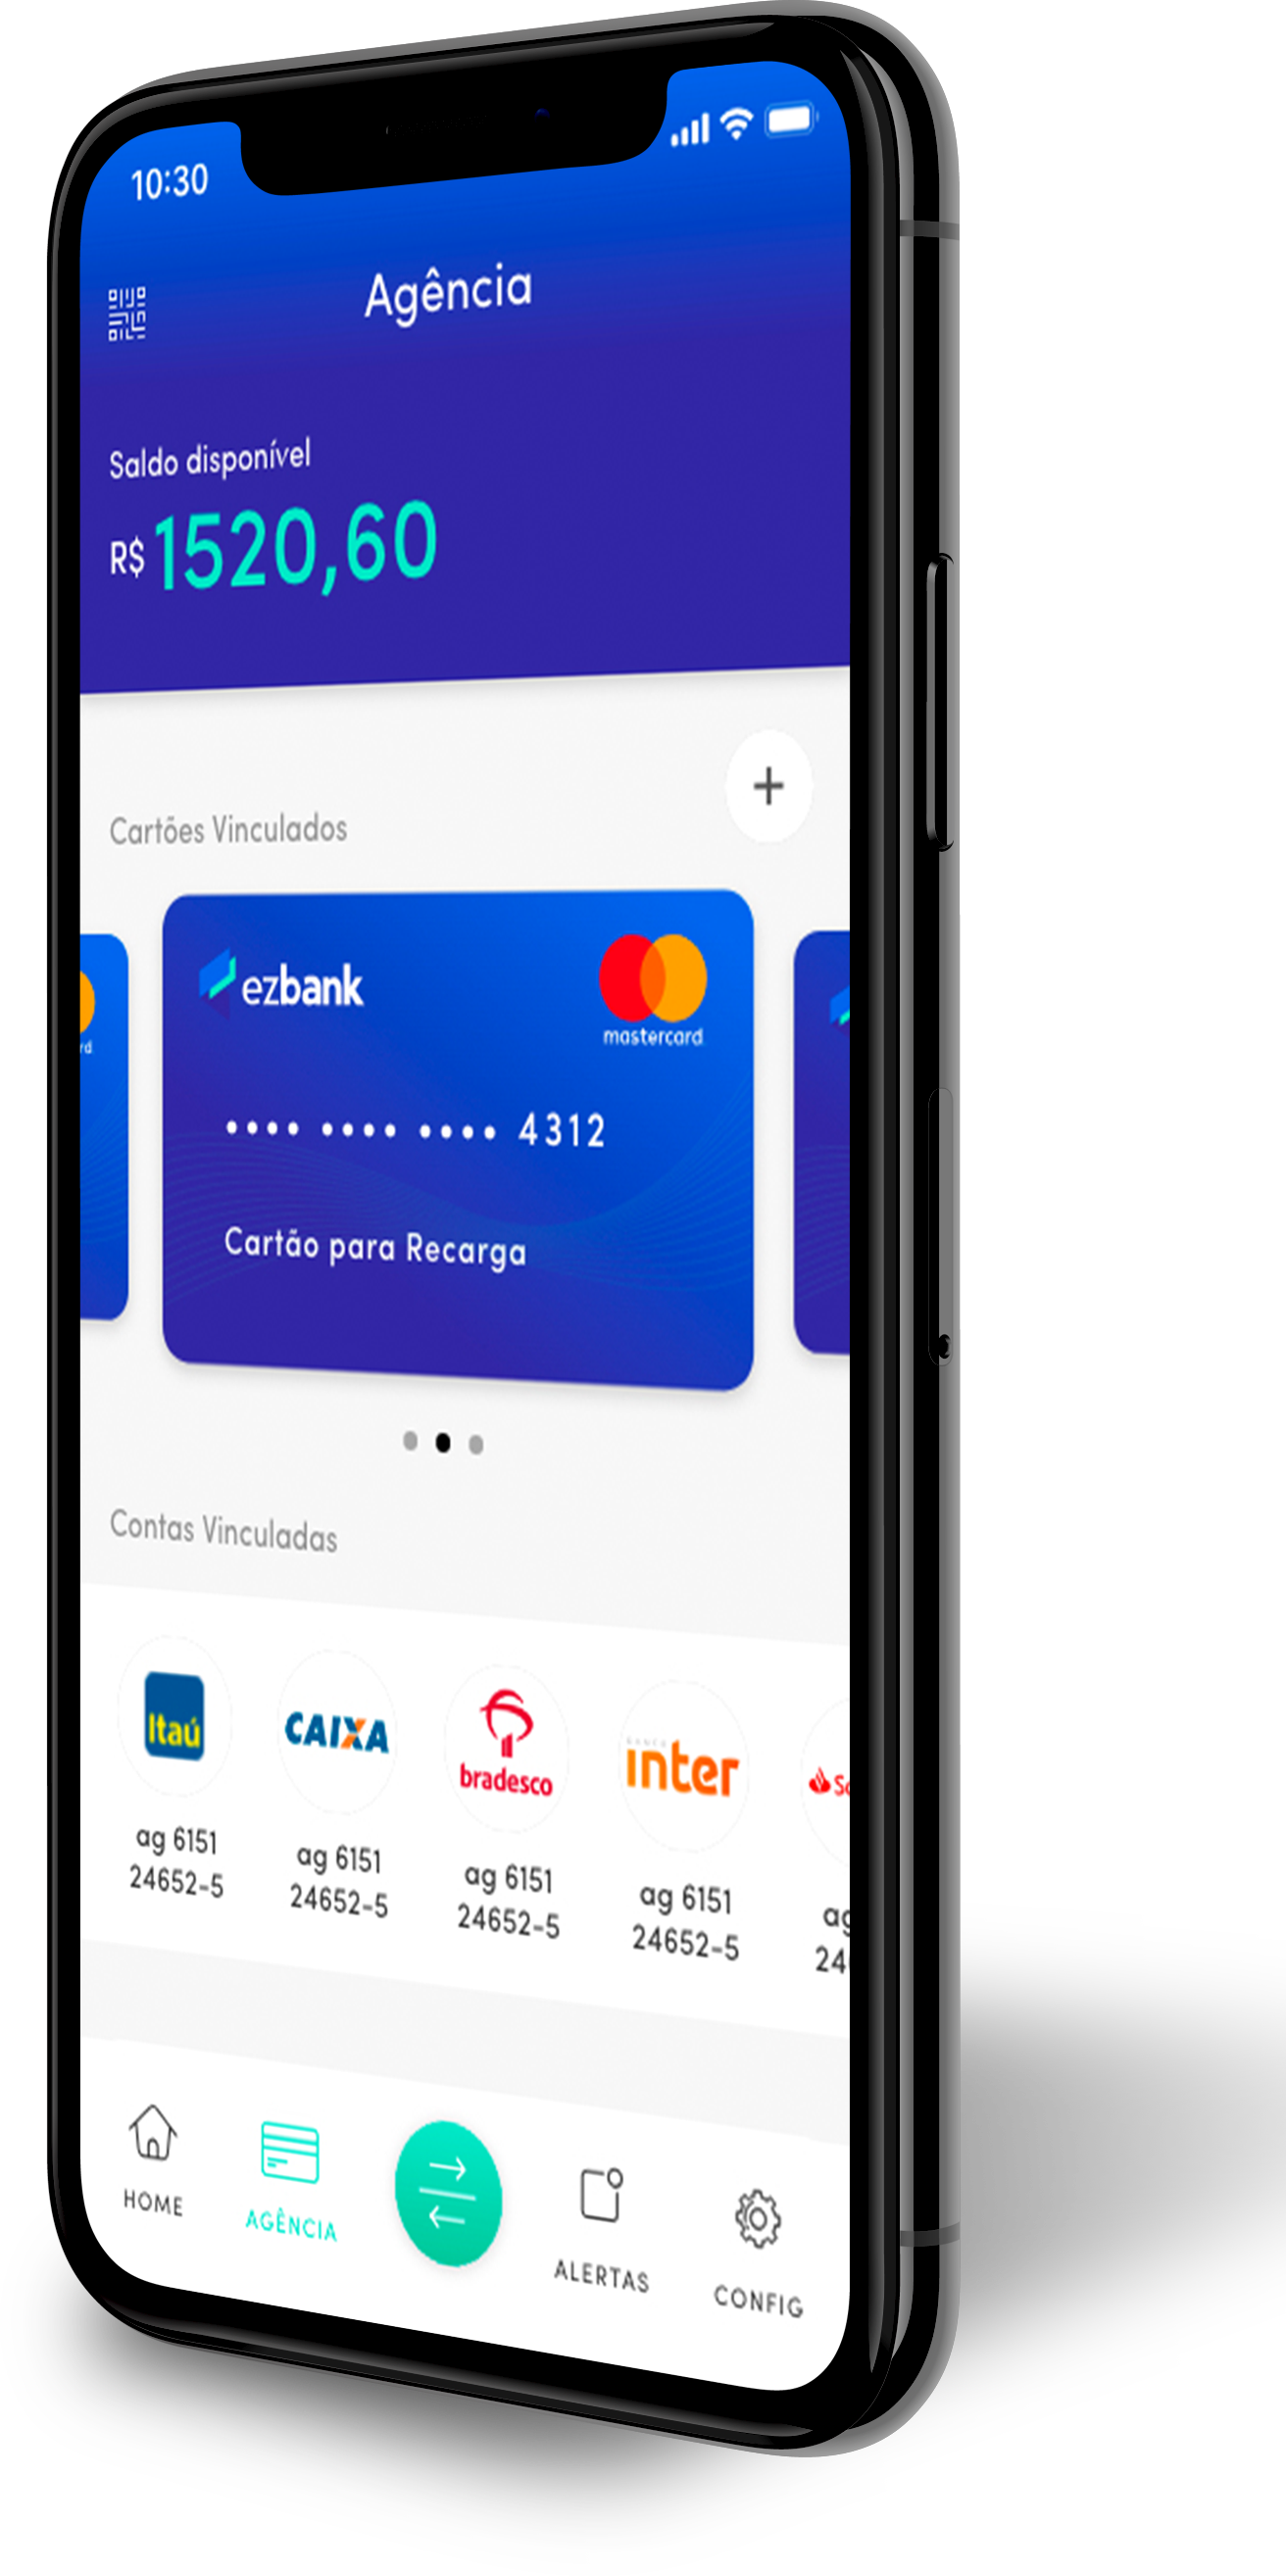 10:30
Agência
Saldo disponível
R$ 1520,60
Cartões Vinculados
+
ezbank
mastercard
rd
•••• •••• •••• 4312
Cartão para Recarga
Contas Vinculadas
Itaú
CAIXA
bradesco
inter
ag 6151
24652-5
ag 6151
24652-5
ag 6151
24652-5
ag 6151
24652-5
ag
24
HOME
AGÊNCIA
ALERTAS
CONFIG